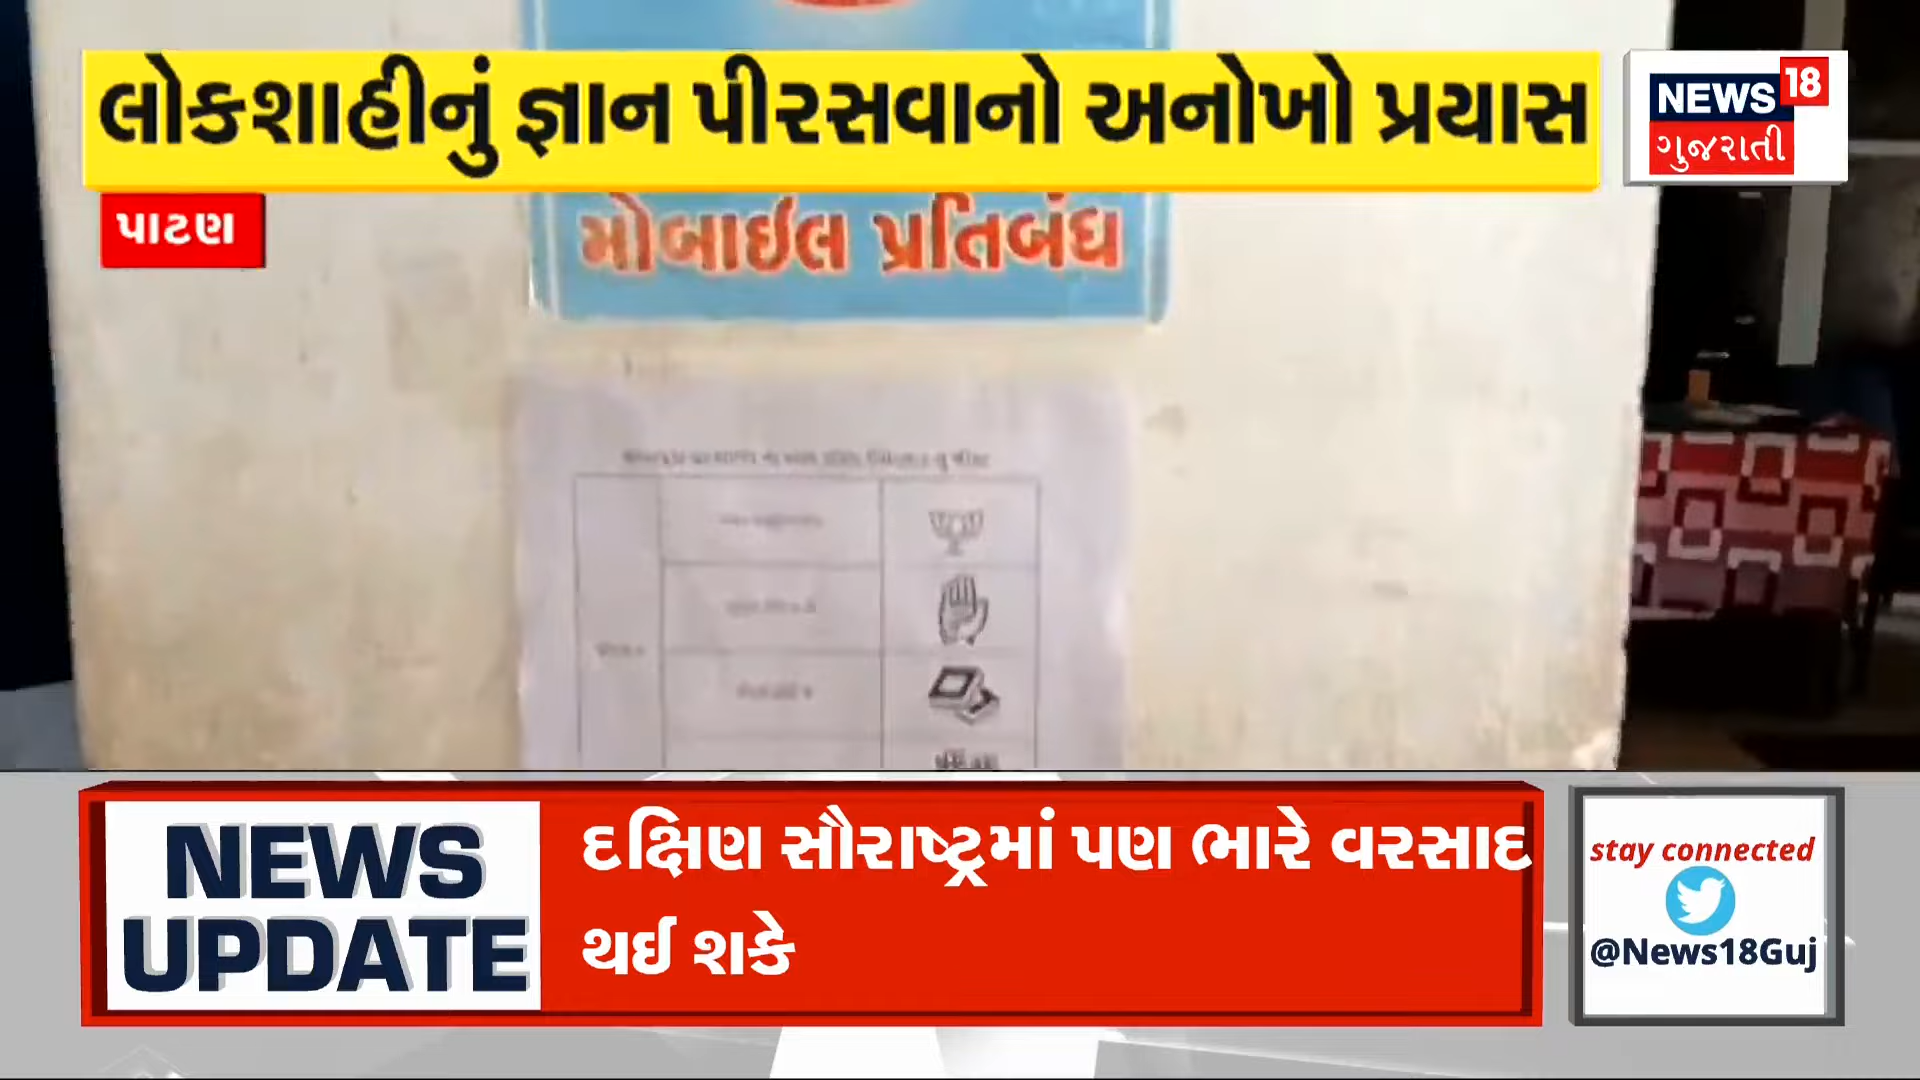 લોકશાહીનું જ્ઞાન પીરસવાનો અનોખો પ્રયાસ
NEWS 18
ગુજરાતી
પાટણ
મોબાઈલ પ્રતિબંધ
NEWS
UPDATE
દક્ષિણ સૌરાષ્ટ્રમાં પણ ભારે વરસાદ
થઈ શકે
stay connected
@News18Guj